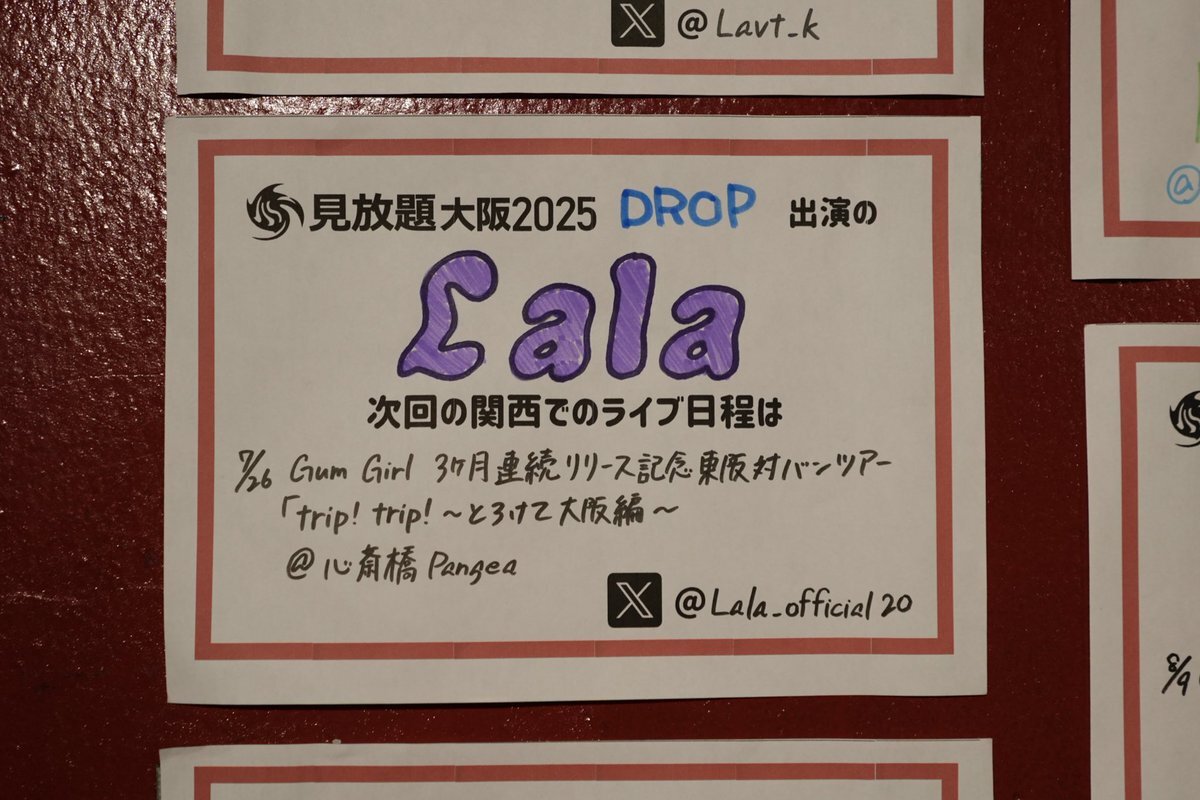 @Lavt_k
見放題大阪2025 DROP 出演の
Lala
次回の関西でのライブ日程は
7/26 Gum Girl 3ヶ月連続リリース記念東阪対バンツアー
「trip! trip! ～とろけて大阪編～
@心斎橋 Pangea
@Lala_official20
@
8/9